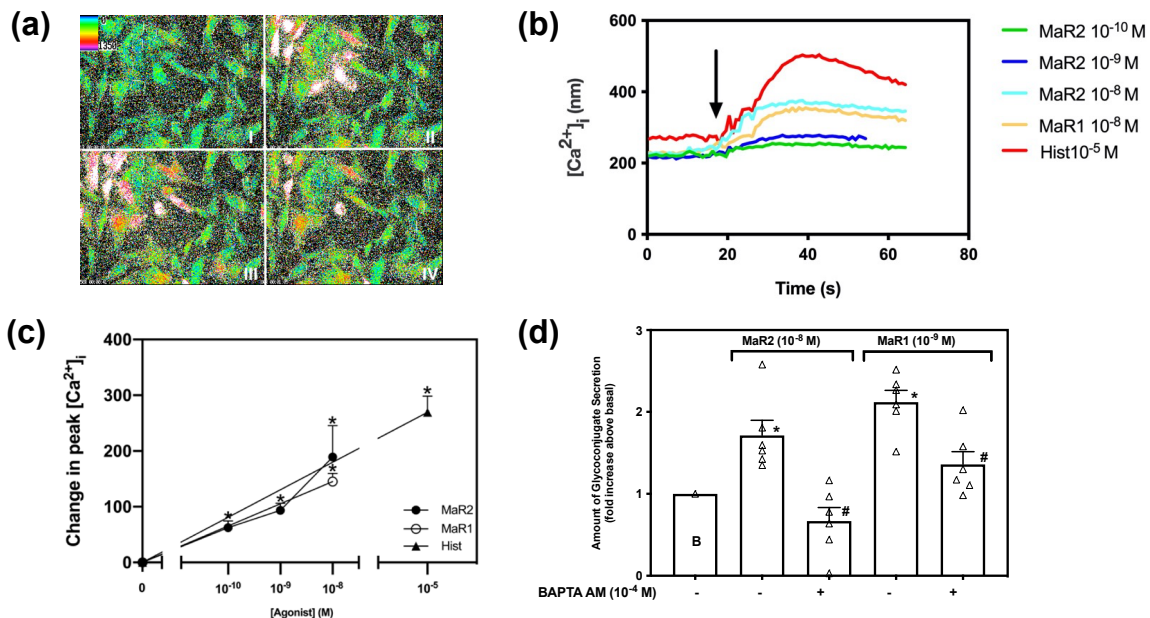 (a)
0
1350
I
II
III
IV
(b)
600
400
200
0
[Ca²⁺]ᵢ (nm)
0
20
40
60
80
Time (s)
MaR2 10⁻¹⁰ M
MaR2 10⁻⁹ M
MaR2 10⁻⁸ M
MaR1 10⁻⁸ M
Hist10⁻⁵ M
(c)
400
300
200
100
0
Change in peak [Ca²⁺]ᵢ
*
*
*
*
*
MaR2
MaR1
Hist
0
10⁻¹⁰
10⁻⁹
10⁻⁸
10⁻⁵
[Agonist] (M)
(d)
3
2
1
0
Amount of Glycoconjugate Secretion
(fold increase above basal)
MaR2 (10⁻⁸ M)
MaR1 (10⁻⁹ M)
B
*
#
*
#
BAPTA AM (10⁻⁴ M)
-
-
+
-
+